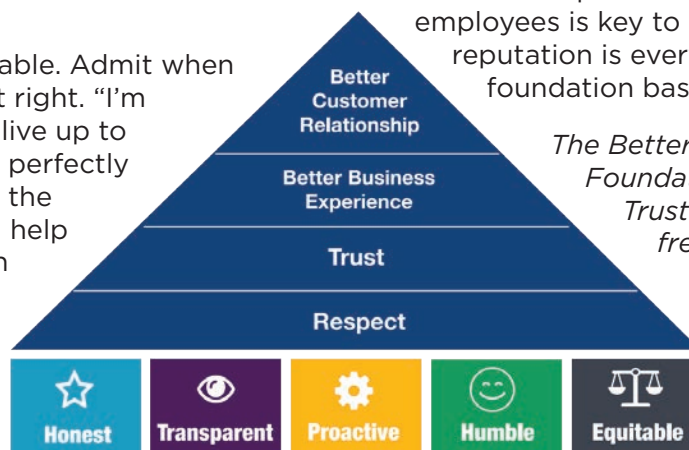 able. Admit when
t right. “I’m
live up to
perfectly
the
help
employees is key to
reputation is ever
foundation bas
The Better
Founda
Trust
fre
Better
Customer
Relationship
Better Business
Experience
Trust
Respect
Honest
Transparent
Proactive
Humble
Equitable